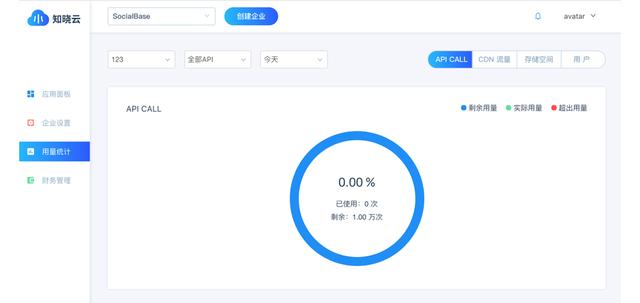 小 知晓云
SocialBase
创建企业
avatar
应用面板
企业设置
用量统计
财务管理
123
全部API
今天
API CALL
CDN 流量
存储空间
用 户
API CALL
剩余用量
实际用量
超出用量
0.00 %
已使用：0 次
剩余：1.00 万次